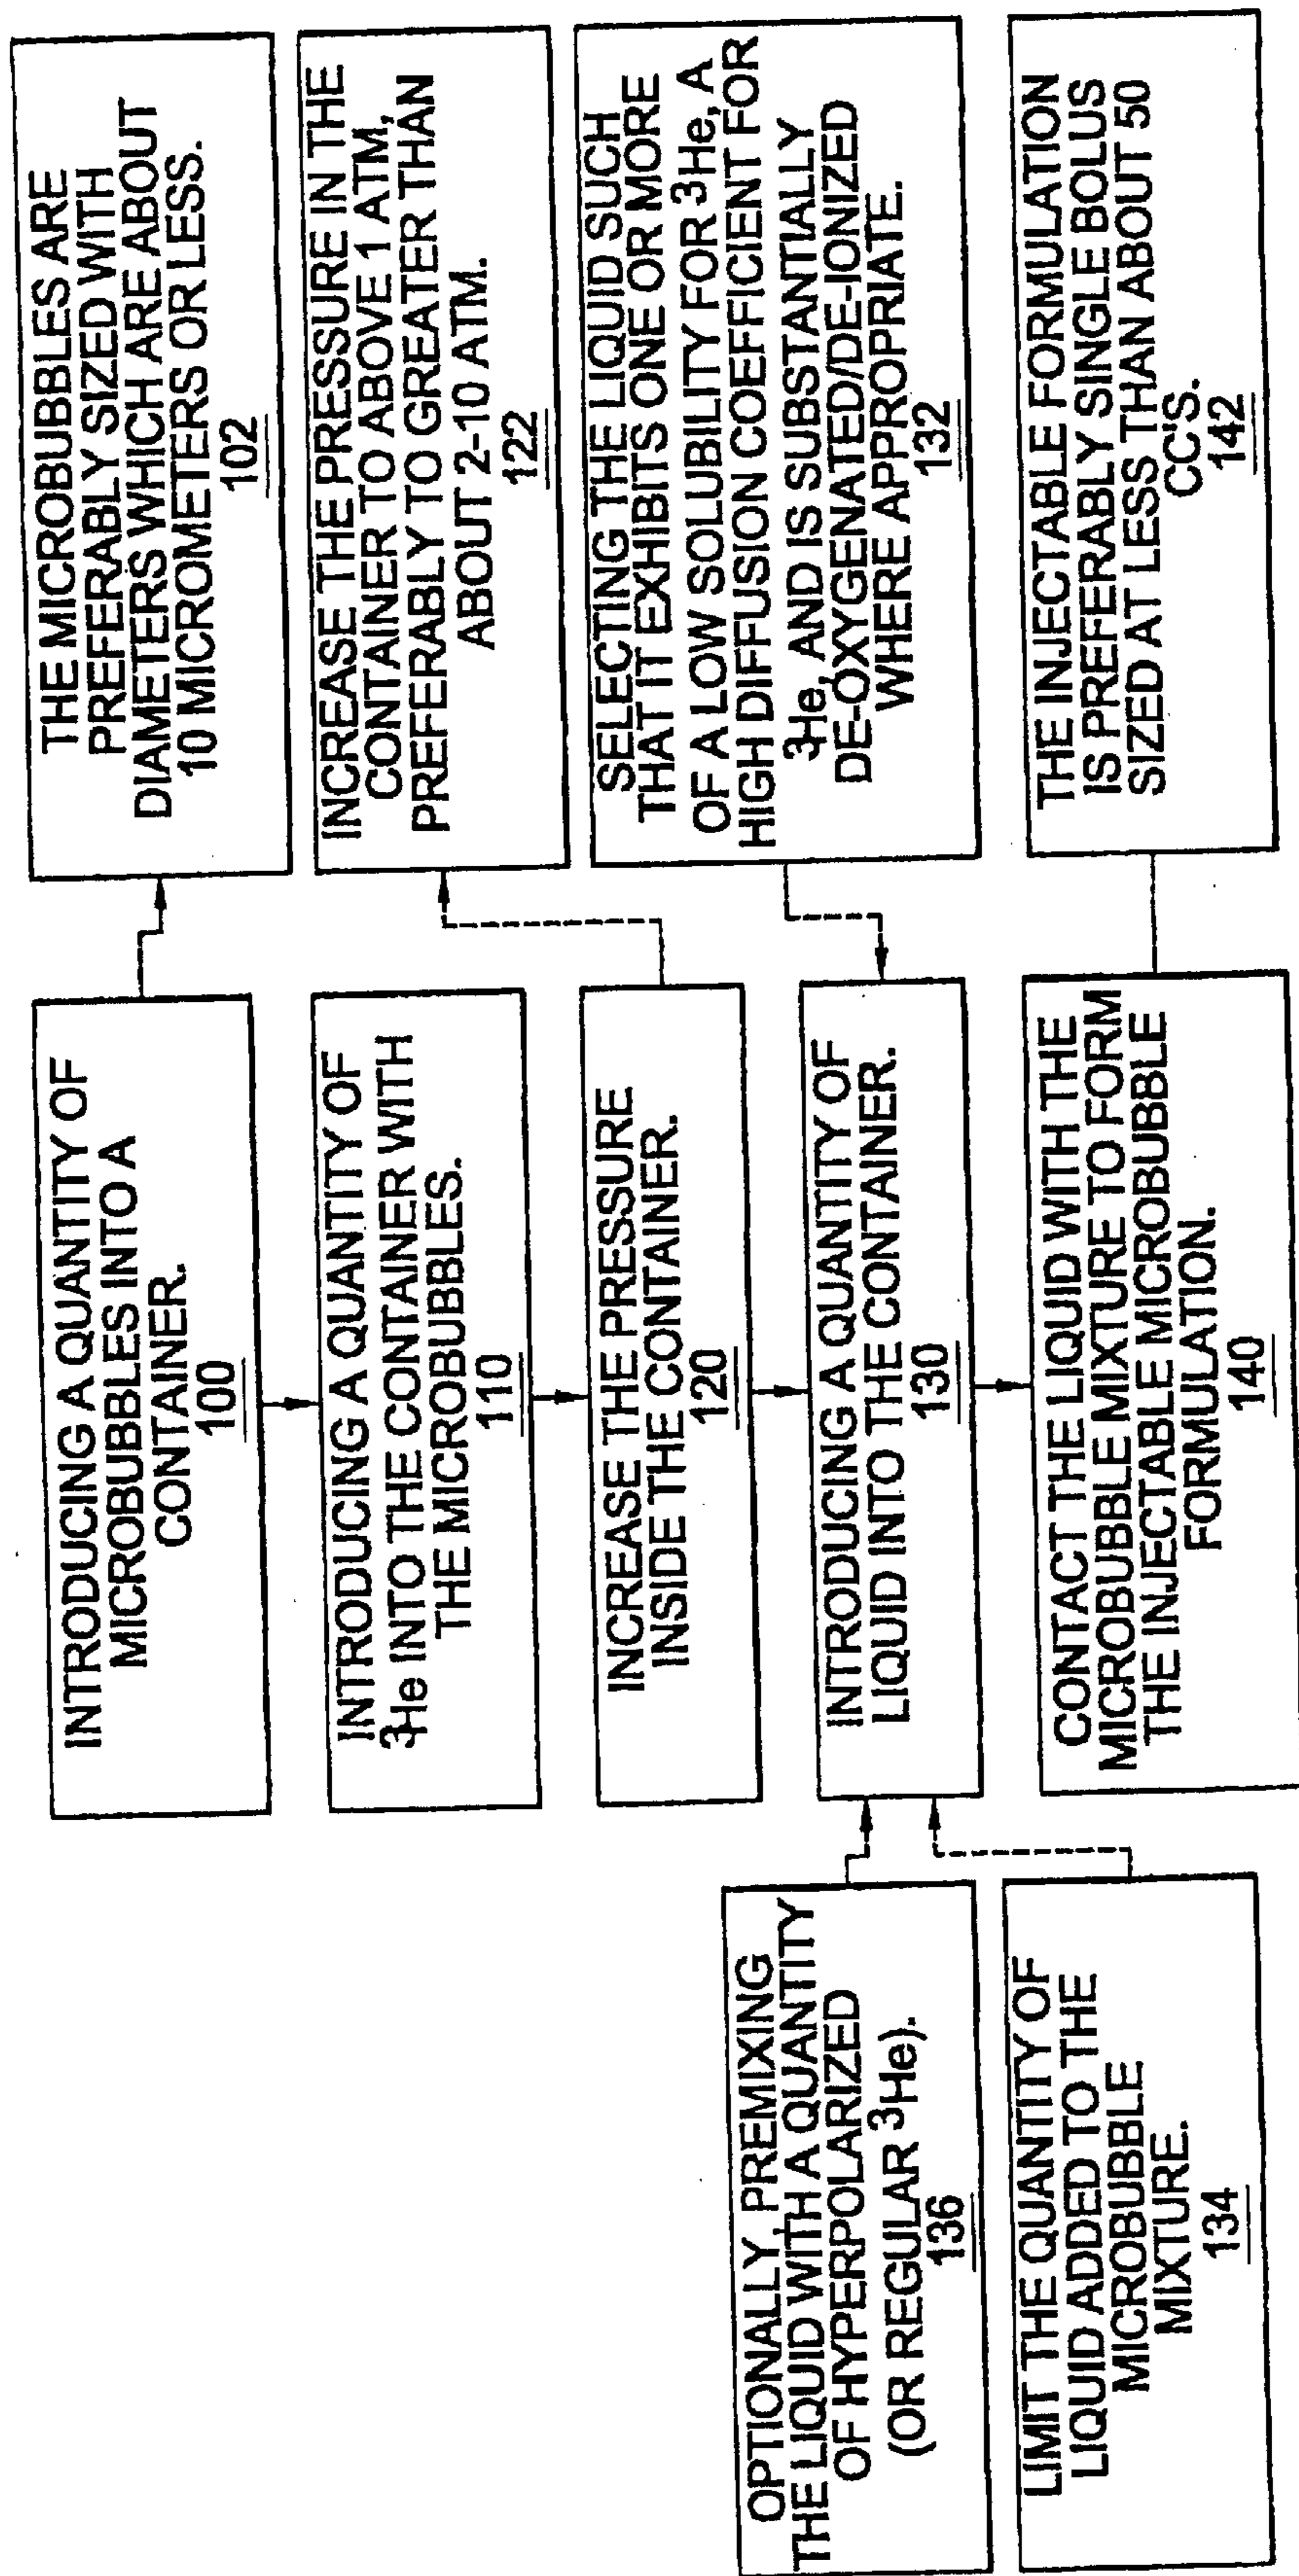 INTRODUCING A QUANTITY OF
MICROBUBBLES INTO A
CONTAINER.
100
THE MICROBUBBLES ARE
PREFERABLY SIZED WITH
DIAMETERS WHICH ARE ABOUT
10 MICROMETERS OR LESS.
102
INTRODUCING A QUANTITY OF
³He INTO THE CONTAINER WITH
THE MICROBUBBLES.
110
INCREASE THE PRESSURE IN THE
CONTAINER TO ABOVE 1 ATM,
PREFERABLY TO GREATER THAN
ABOUT 2-10 ATM.
122
INCREASE THE PRESSURE
INSIDE THE CONTAINER.
120
SELECTING THE LIQUID SUCH
THAT IT EXHIBITS ONE OR MORE
OF A LOW SOLUBILITY FOR ³He, A
HIGH DIFFUSION COEFFICIENT FOR
³He, AND IS SUBSTANTIALLY
DE-OXYGENATED/DE-IONIZED
WHERE APPROPRIATE.
132
OPTIONALLY, PREMIXING
THE LIQUID WITH A QUANTITY
OF HYPERPOLARIZED
(OR REGULAR ³He).
136
INTRODUCING A QUANTITY OF
LIQUID INTO THE CONTAINER.
130
LIMIT THE QUANTITY OF
LIQUID ADDED TO THE
MICROBUBBLE
MIXTURE.
134
CONTACT THE LIQUID WITH THE
MICROBUBBLE MIXTURE TO FORM
THE INJECTABLE MICROBUBBLE
FORMULATION.
140
THE INJECTABLE FORMULATION
IS PREFERABLY SINGLE BOLUS
SIZED AT LESS THAN ABOUT 50
CC'S.
142